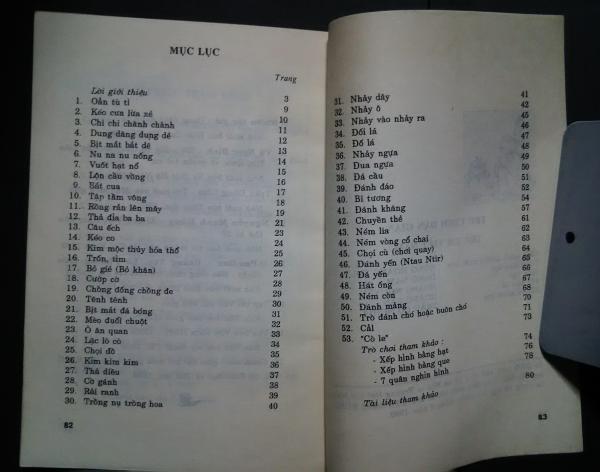 MỤC LỤC
Trang
Lời giới thiệu 3
1. Oẳn tù tì 9
2. Kéo cưa lừa xẻ 10
3. Chi chi chành chành 11
4. Dung dăng dung dẻ 12
5. Bịt mắt bắt dê 13
6. Nu na nu nống 14
7. Vuốt hạt nổ 15
8. Lộn cầu vồng 16
9. Bắt cua 17
10. Tập tầm vông 18
11. Rồng rắn lên mây 19
12. Thả đỉa ba ba 21
13. Câu ếch 23
14. Kéo co 24
15. Kim mộc thủy hỏa thổ 25
16. Trốn, tìm 26
17. Bỏ giẻ (Bỏ khăn) 27
18. Cướp cờ 28
19. Chồng đống chồng đe 29
20. Tênh tênh 30
21. Bịt mắt đá bóng 31
22. Mèo đuổi chuột 32
23. Ô ăn quan 33
24. Lặc lò cò 34
25. Chọi dò 35
26. Kim kim kim 36
27. Thả diều 37
28. Cờ gánh 38
29. Rải ranh 39
30. Trồng nụ trồng hoa 40
82
31. Nhảy dây 41
32. Nhảy ô 42
33. Nhảy vào nhảy ra 45
34. Đổi lá 46
35. Đố lá 47
36. Nhảy ngựa 48
37. Đua ngựa 49
38. Đá cầu 50
39. Đánh đáo 51
40. Bi tường 52
41. Đánh khăng 54
42. Chuyền thẻ 57
43. Ném lia 61
44. Ném vòng cổ chai 62
45. Chọi cù (chơi quay) 63
46. Đánh yến (Ntau Ntir) 64
47. Đá yến 65
48. Hát ống 66
49. Ném còn 67
50. Đánh mảng 68
51. Trò đánh chó hoặc buôn chó 70
52. Cắl 71
53. "Cò le" 73
Trò chơi tham khảo: 74
- Xếp hình bằng hạt 76
- Xếp hình bằng que 78
- 7 quân nghìn hình
Tài liệu tham khảo 80
83